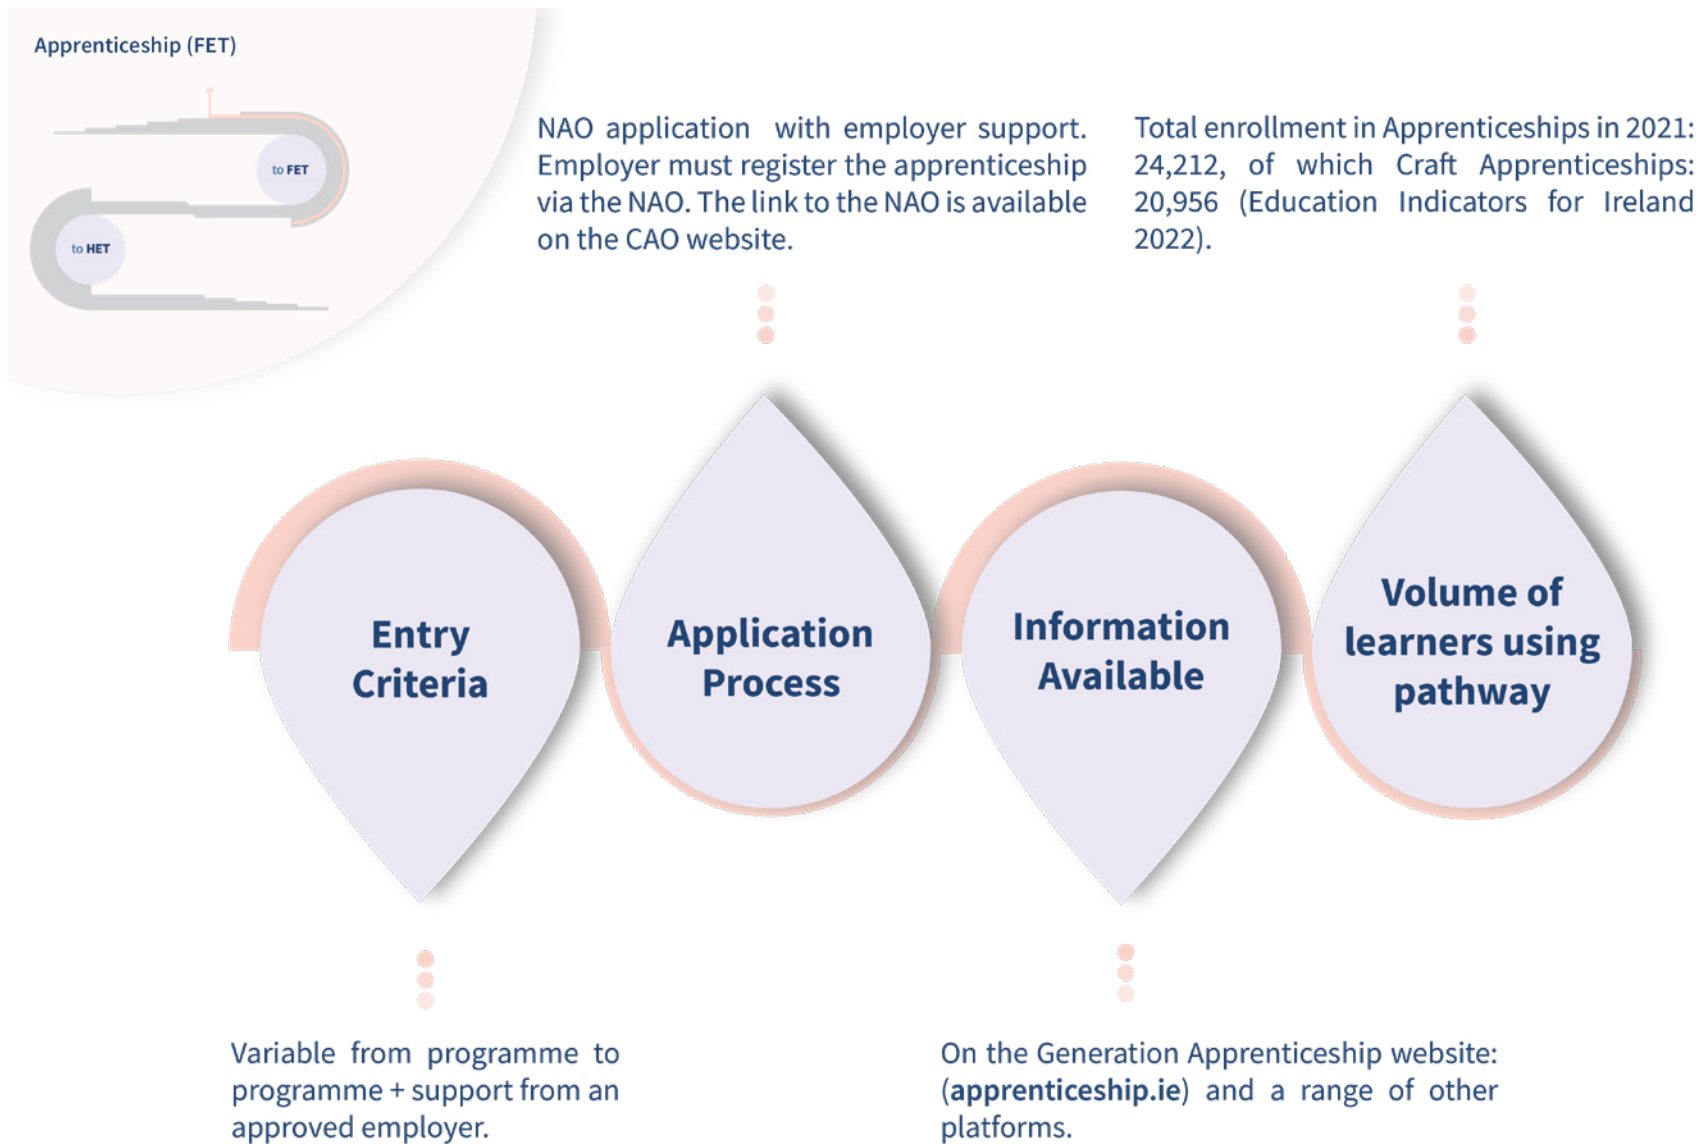 Apprenticeship (FET)
to FET
to HET
NAO application with employer support.
Employer must register the apprenticeship
via the NAO. The link to the NAO is available
on the CAO website.
Total enrollment in Apprenticeships in 2021:
24,212, of which Craft Apprenticeships:
20,956 (Education Indicators for Ireland
2022).
Entry
Criteria
Application
Process
Information
Available
Volume of
learners using
pathway
Variable from programme to
programme + support from an
approved employer.
On the Generation Apprenticeship website:
(apprenticeship.ie) and a range of other
platforms.